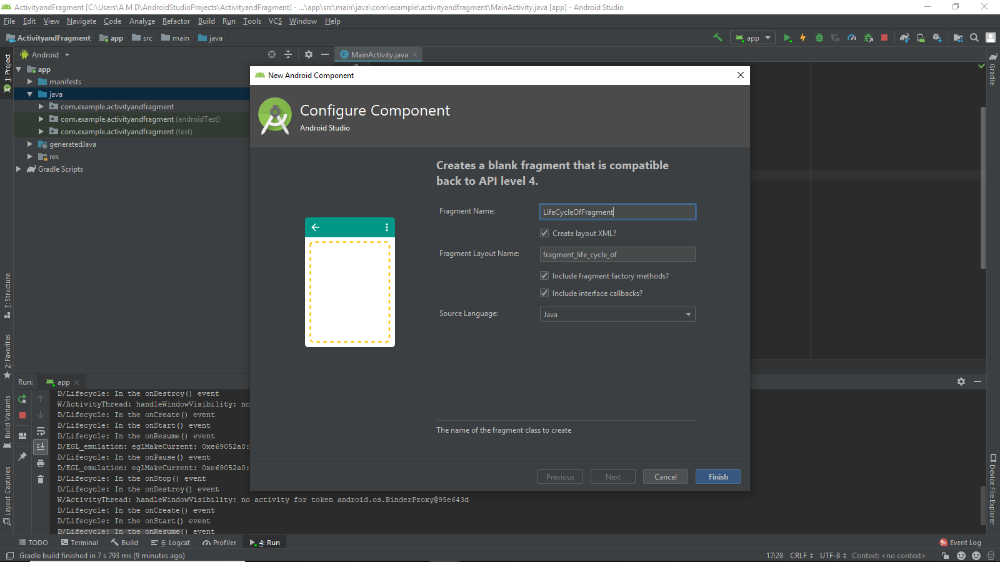 ActivityandFragment [C:\Users\A M D\AndroidStudioProjects\ActivityandFragment] - ...\app\src\main\java\com\example\activityandfragment\MainActivity.java [app] - Android Studio
File Edit View Navigate Code Analyze Refactor Build Run Tools VCS Window Help
ActivityandFragment app src main java app
Android MainActivity.java
1: Project
app
manifests
java
com.example.activityandfragment
com.example.activityandfragment (androidTest)
com.example.activityandfragment (test)
generatedJava
res
Gradle Scripts
Gradle
New Android Component
Configure Component
Android Studio
Creates a blank fragment that is compatible
back to API level 4.
Fragment Name: LifeCycleOfFragment
Create layout XML?
Fragment Layout Name: fragment_life_cycle_of
Include fragment factory methods?
Include interface callbacks?
Source Language: Java
The name of the fragment class to create
Previous Next Cancel Finish
7: Structure
2: Favorites
Build Variants
Layout Captures
Device File Explorer
Run: app
D/Lifecycle: In the onDestroy() event
W/ActivityThread: handleWindowVisibility: no
D/Lifecycle: In the onCreate() event
D/Lifecycle: In the onStart() event
D/Lifecycle: In the onResume() event
D/EGL_emulation: eglMakeCurrent: 0xe69052a0:
D/Lifecycle: In the onPause() event
D/EGL_emulation: eglMakeCurrent: 0xe69052a0:
D/Lifecycle: In the onStop() event
D/Lifecycle: In the onDestroy() event
W/ActivityThread: handleWindowVisibility: no activity for token android.os.BinderProxy@95e643d
D/Lifecycle: In the onCreate() event
D/Lifecycle: In the onStart() event
D/Lifecycle: In the onResume() event
TODO Terminal Build 6: Logcat Profiler 4: Run 9+ Event Log
Gradle build finished in 7 s 793 ms (9 minutes ago) 17:28 CRLF UTF-8 Context: <no context>